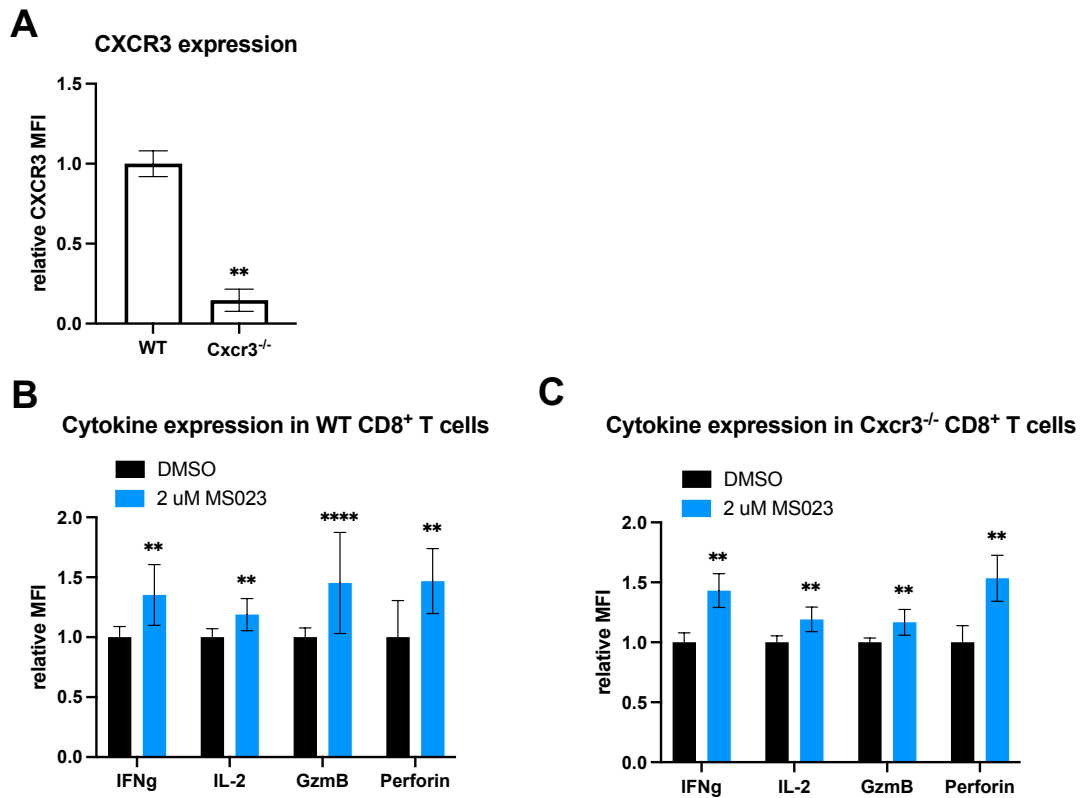 A
CXCR3 expression
relative CXCR3 MFI
1.5
1.0
0.5
0.0
**
WT
Cxcr3-/-
B
Cytokine expression in WT CD8+ T cells
DMSO
2 uM MS023
relative MFI
2.0
1.5
1.0
0.5
0.0
**
**
****
**
IFNg
IL-2
GzmB
Perforin
C
Cytokine expression in Cxcr3-/- CD8+ T cells
DMSO
2 uM MS023
relative MFI
2.0
1.5
1.0
0.5
0.0
**
**
**
**
IFNg
IL-2
GzmB
Perforin